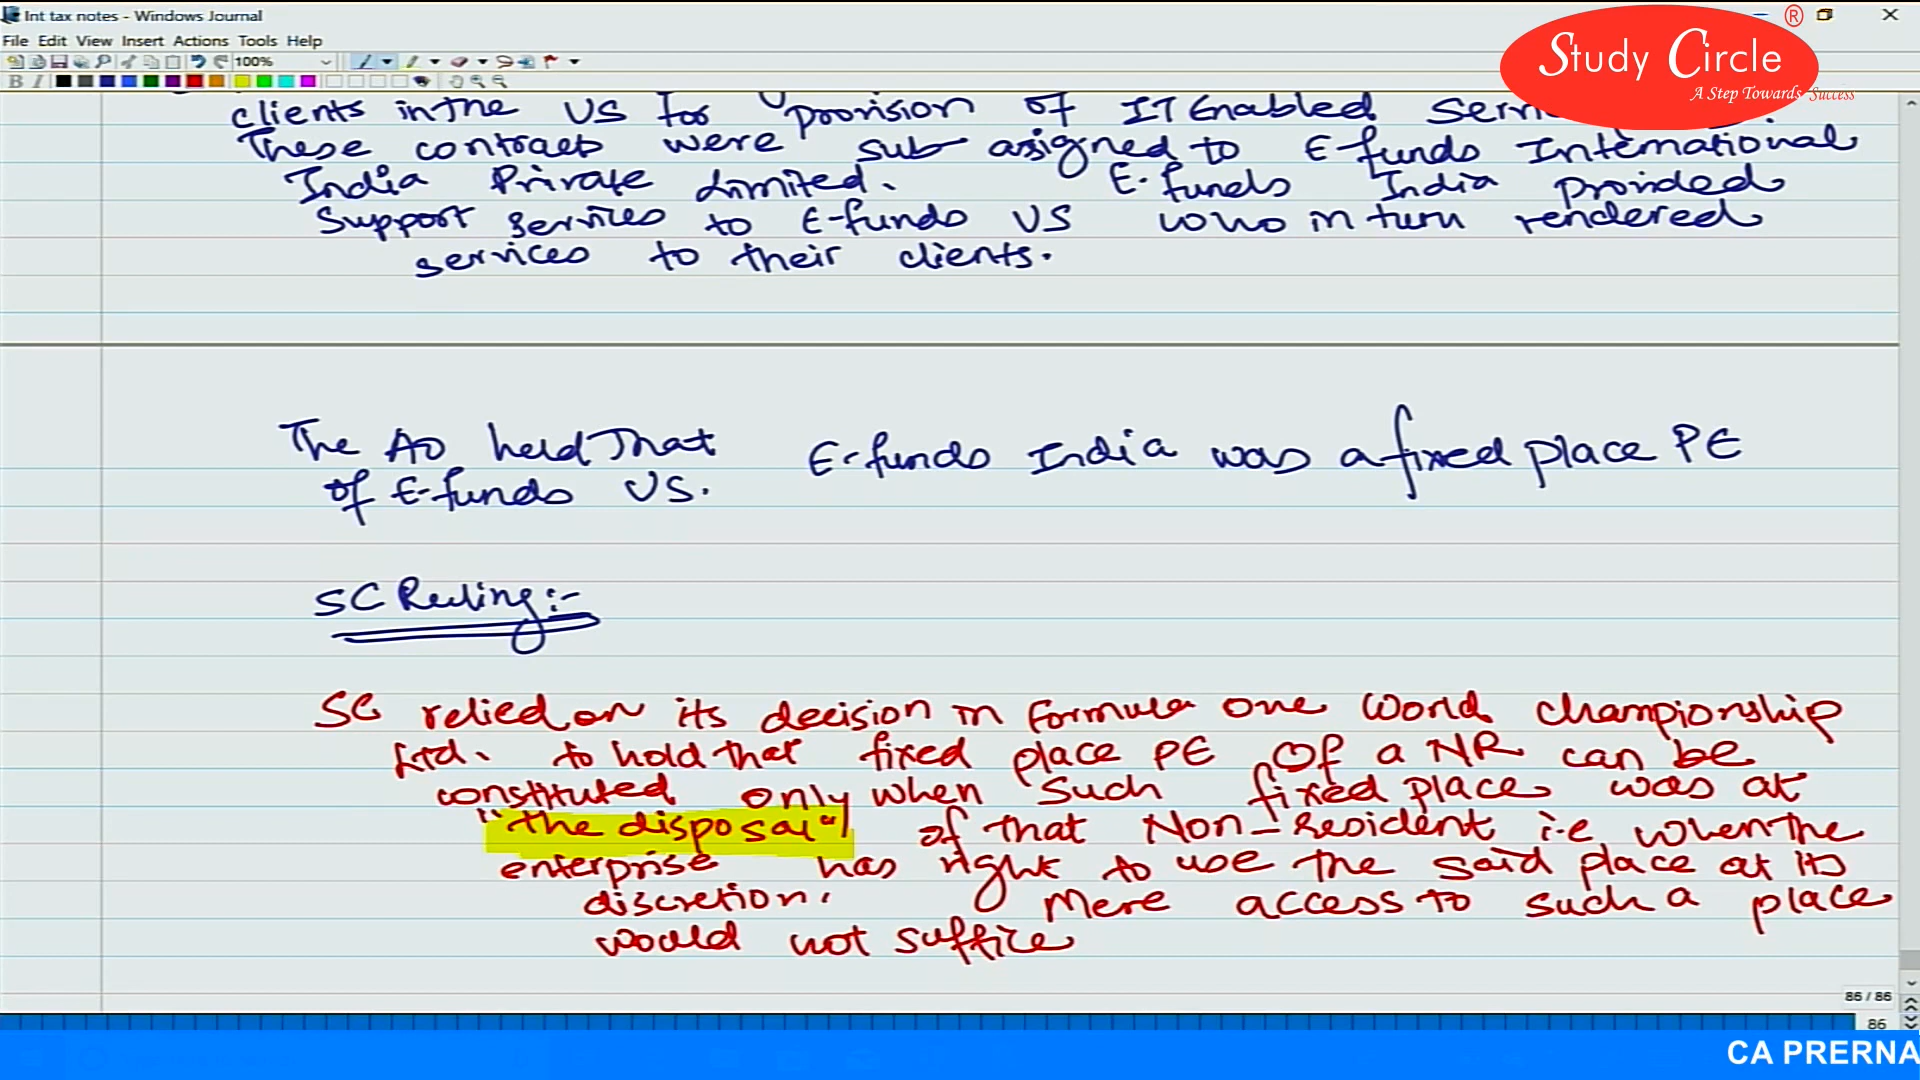 Int tax notes - Windows Journal
File Edit View Insert Actions Tools Help
100%
B I
Study Circle ®
A Step Towards Success
clients in the US for provision of IT Enabled
These contracts were sub assigned to E-funds International
India Private Limited. E-funds India provided
support services to E-funds US who in turn rendered
services to their clients.
The AO held that E-funds India was a fixed place PE
of E-funds US.
SC Ruling:-
SC relied on its decision in Formula One World Championship
Ltd. to hold that fixed place PE of a NR can be
constituted only when such fixed place was at
"the disposal" of that Non-Resident i.e when the
enterprise has right to use the said place at its
discretion. Mere access to such a place
would not suffice
86 / 86
86
CA PRERNA